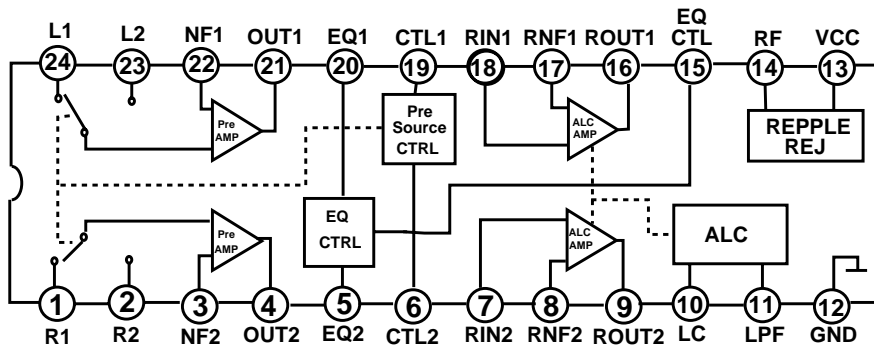 L1 L2 NF1 OUT1 EQ1 CTL1 RIN1 RNF1 ROUT1 EQ CTL RF VCC
24 23 22 21 20 19 18 17 16 15 14 13
Pre AMP
Pre Source CTRL
ALC AMP
REPPLE REJ
Pre AMP
EQ CTRL
ALC AMP
ALC
1 2 3 4 5 6 7 8 9 10 11 12
R1 R2 NF2 OUT2 EQ2 CTL2 RIN2 RNF2 ROUT2 LC LPF GND